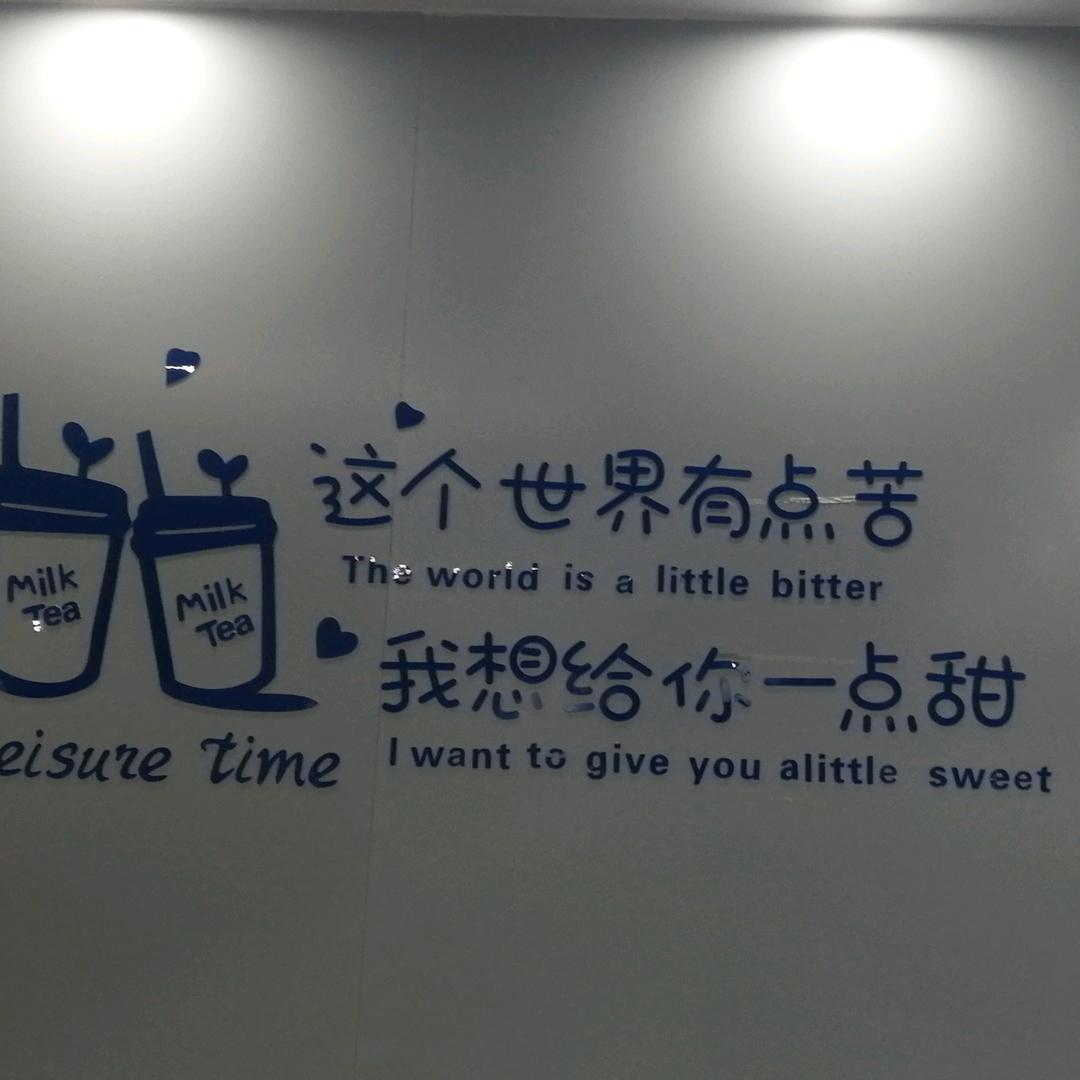 这个世界有点苦
The world is a little bitter
Milk
Tea
Milk
Tea
我想给你一点甜
I want to give you alittle sweet
eisure time